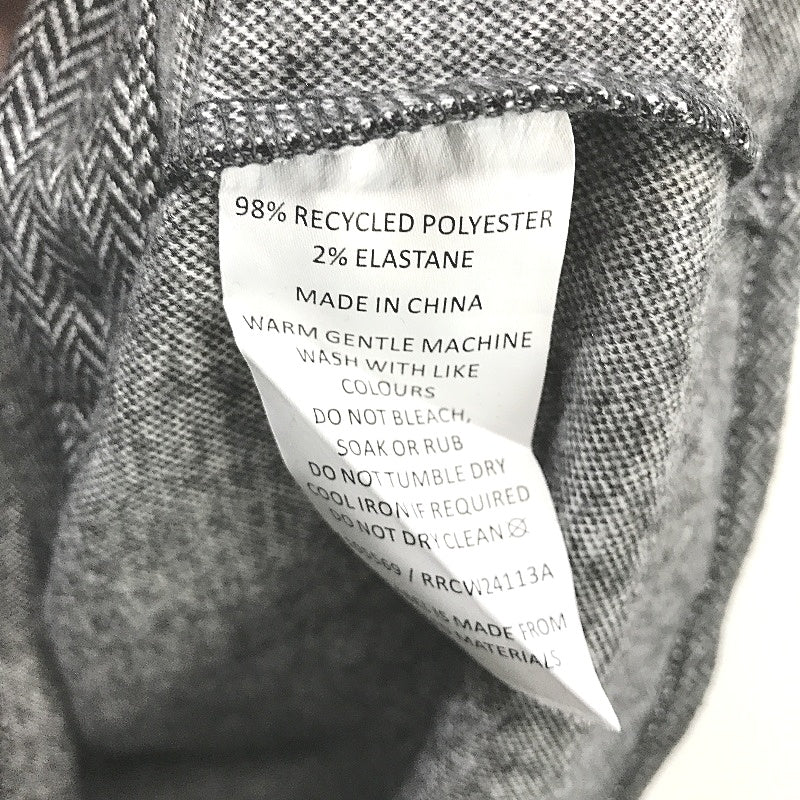 98% RECYCLED POLYESTER
2% ELASTANE
MADE IN CHINA
WARM GENTLE MACHINE
WASH WITH LIKE
COLOURS
DO NOT BLEACH,
SOAK OR RUB
DO NOT TUMBLE DRY
COOL IRON IF REQUIRED
DO NOT DRY CLEAN
/ RRCW24113A
IS MADE FROM
MATERIALS